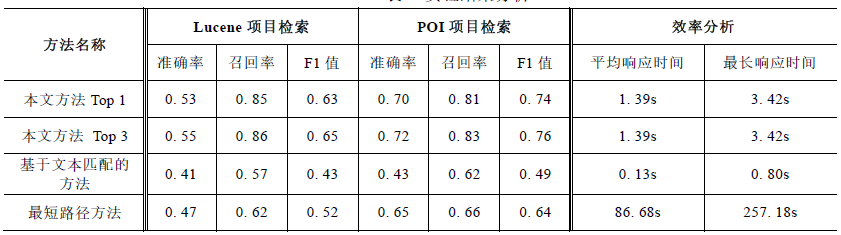 方法名称 Lucene 项目检索 POI 项目检索 效率分析
准确率 召回率 F1 值 准确率 召回率 F1 值 平均响应时间 最长响应时间
本文方法 Top 1 0. 53 0. 85 0. 63 0. 70 0. 81 0. 74 1. 39s 3. 42s
本文方法 Top 3 0. 55 0. 86 0. 65 0. 72 0. 83 0. 76 1. 39s 3. 42s
基于文本匹配的
方法 0. 41 0. 57 0. 43 0. 43 0. 62 0. 49 0. 13s 0. 80s
最短路径方法 0. 47 0. 62 0. 52 0. 65 0. 66 0. 64 86. 68s 257. 18s